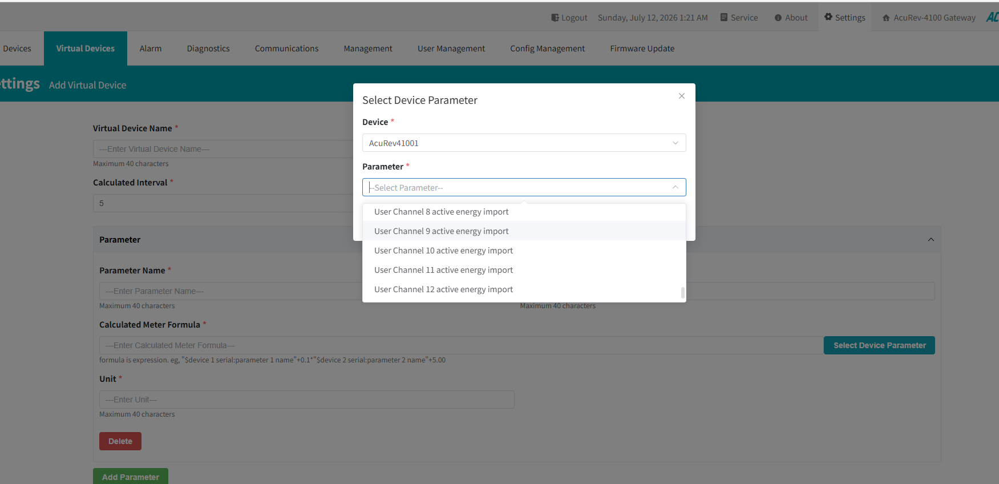 Logout Sunday, July 12, 2026 1:21 AM Service About Settings AcuRev-4100 Gateway AC
Devices Virtual Devices Alarm Diagnostics Communications Management User Management Config Management Firmware Update
ettings Add Virtual Device
Select Device Parameter
Device *
AcuRev41001
Parameter *
--Select Parameter--
User Channel 8 active energy import
User Channel 9 active energy import
User Channel 10 active energy import
User Channel 11 active energy import
User Channel 12 active energy import
Virtual Device Name *
---Enter Virtual Device Name---
Maximum 40 characters
Calculated Interval *
5
Parameter
Parameter Name *
---Enter Parameter Name---
Maximum 40 characters
Maximum 40 characters
Calculated Meter Formula *
---Enter Calculated Meter Formula---
Select Device Parameter
formula is expression. eg, "$device 1 serial:parameter 1 name"+0.1*"$device 2 serial:parameter 2 name"+5.00
Unit *
---Enter Unit---
Maximum 40 characters
Delete
Add Parameter